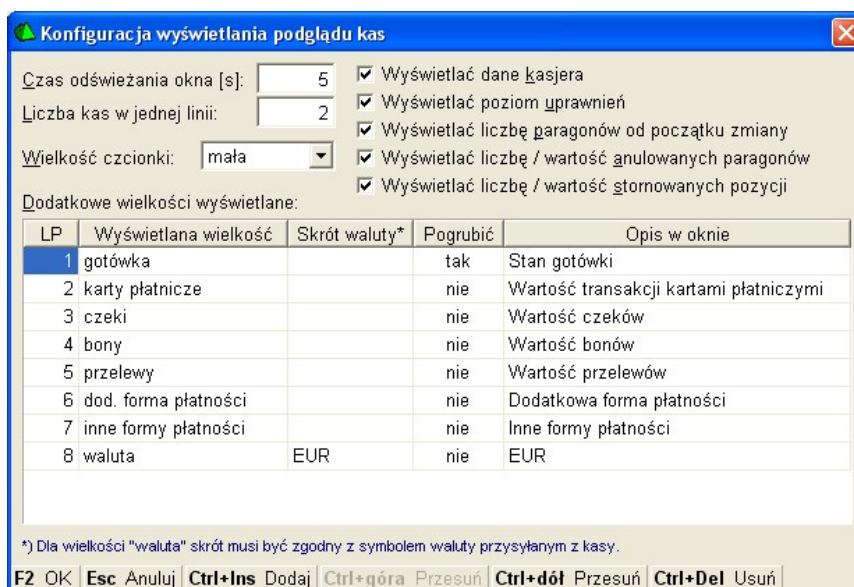 Konfiguracja wyświetlania podglądu kas
Czas odświeżania okna [s]: 5
Liczba kas w jednej linii: 2
Wielkość czcionki: mała
Wyświetlać dane kasjera
Wyświetlać poziom uprawnień
Wyświetlać liczbę paragonów od początku zmiany
Wyświetlać liczbę / wartość anulowanych paragonów
Wyświetlać liczbę / wartość stornowanych pozycji
Dodatkowe wielkości wyświetlane:
LP Wyświetlana wielkość Skrót waluty* Pogrubić Opis w oknie
1 gotówka tak Stan gotówki
2 karty płatnicze nie Wartość transakcji kartami płatniczymi
3 czeki nie Wartość czeków
4 bony nie Wartość bonów
5 przelewy nie Wartość przelewów
6 dod. forma płatności nie Dodatkowa forma płatności
7 inne formy płatności nie Inne formy płatności
8 waluta EUR nie EUR
*) Dla wielkości "waluta" skrót musi być zgodny z symbolem waluty przysyłanym z kasy.
F2 OK Esc Anuluj Ctrl+Ins Dodaj Ctrl+góra Przesuń Ctrl+dół Przesuń Ctrl+Del Usuń